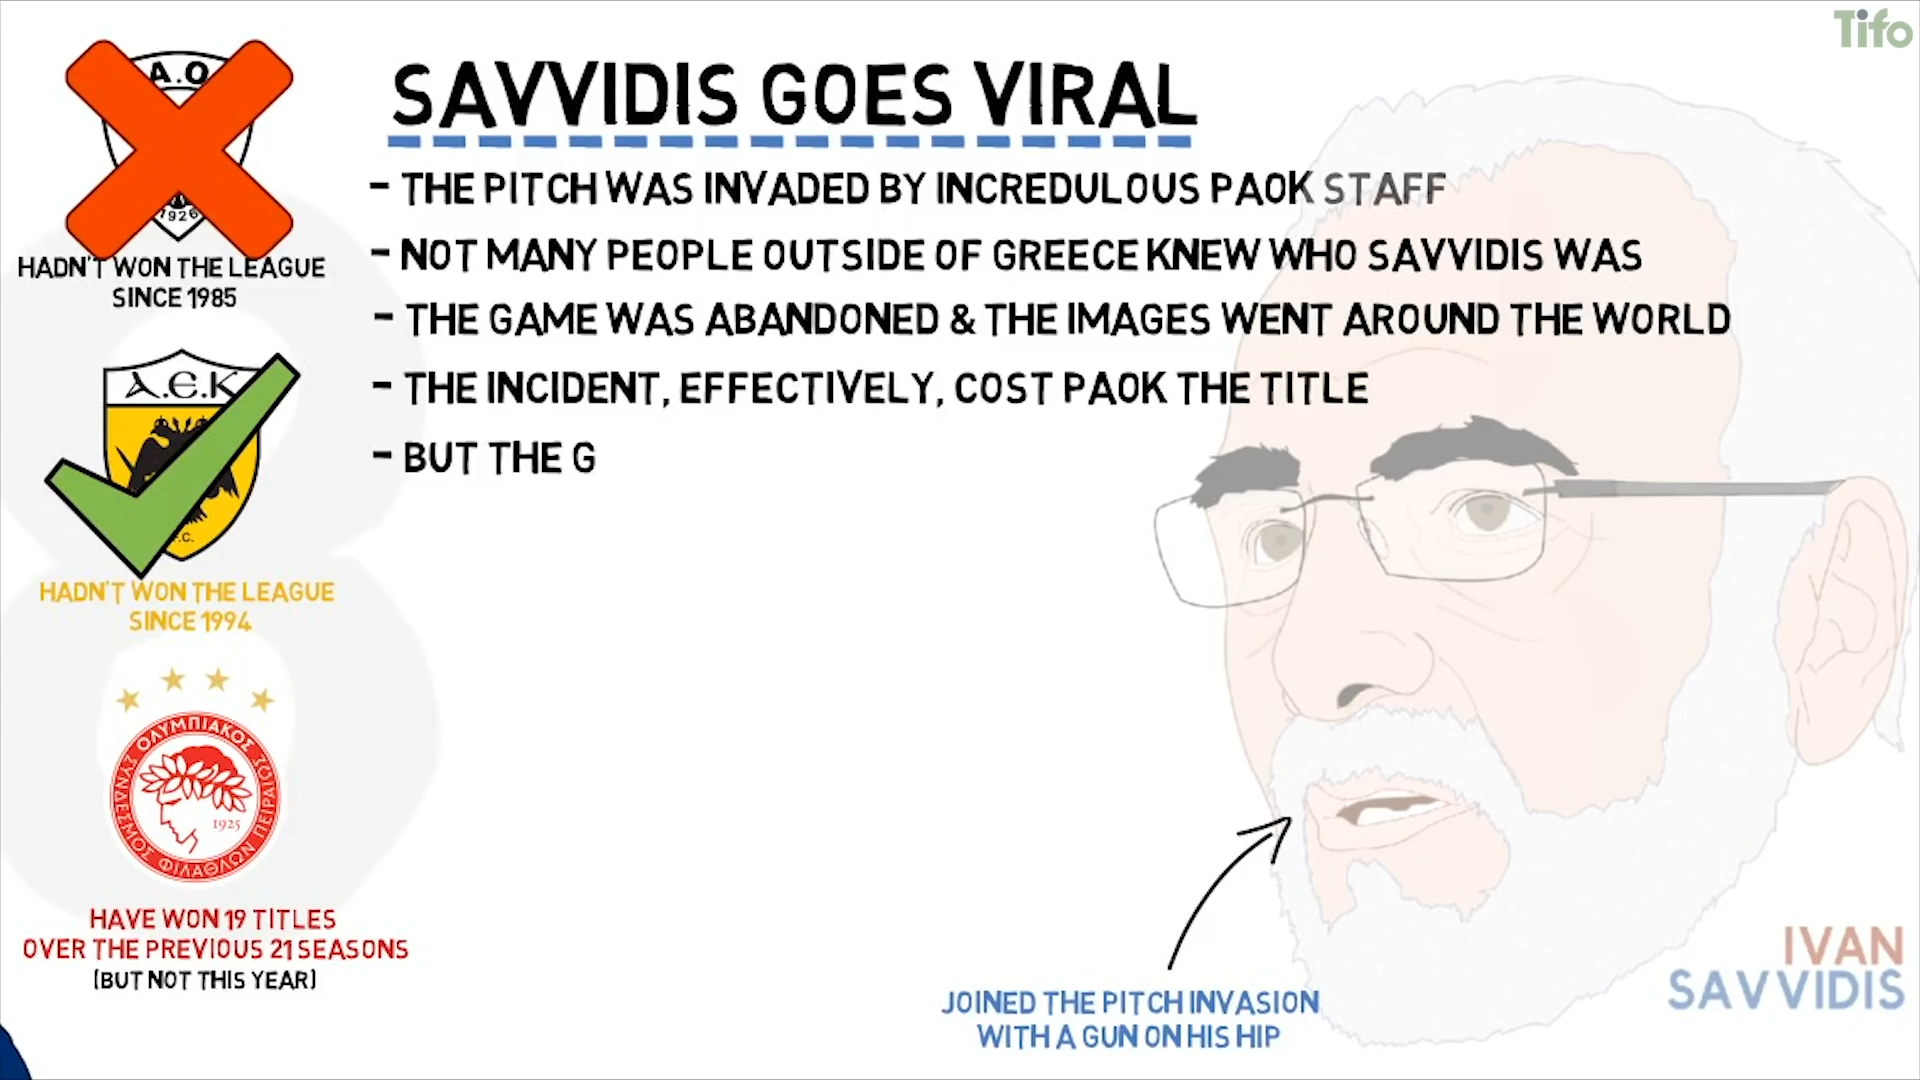 Tifo
SAVVIDIS GOES VIRAL
- THE PITCH WAS INVADED BY INCREDULOUS PAOK STAFF
- NOT MANY PEOPLE OUTSIDE OF GREECE KNEW WHO SAVVIDIS WAS
- THE GAME WAS ABANDONED & THE IMAGES WENT AROUND THE WORLD
- THE INCIDENT, EFFECTIVELY, COST PAOK THE TITLE
- BUT THE G
Α.Ο
1926
HADN'T WON THE LEAGUE
SINCE 1985
Α.Ε.Κ
F.C.
HADN'T WON THE LEAGUE
SINCE 1994
ΟΛΥΜΠΙΑΚΟΣ
ΣΥΝΔΕΣΜΟΣ ΦΙΛΑΘΛΩΝ ΠΕΙΡΑΙΩΣ
1925
HAVE WON 19 TITLES
OVER THE PREVIOUS 21 SEASONS
(BUT NOT THIS YEAR)
JOINED THE PITCH INVASION
WITH A GUN ON HIS HIP
IVAN
SAVVIDIS